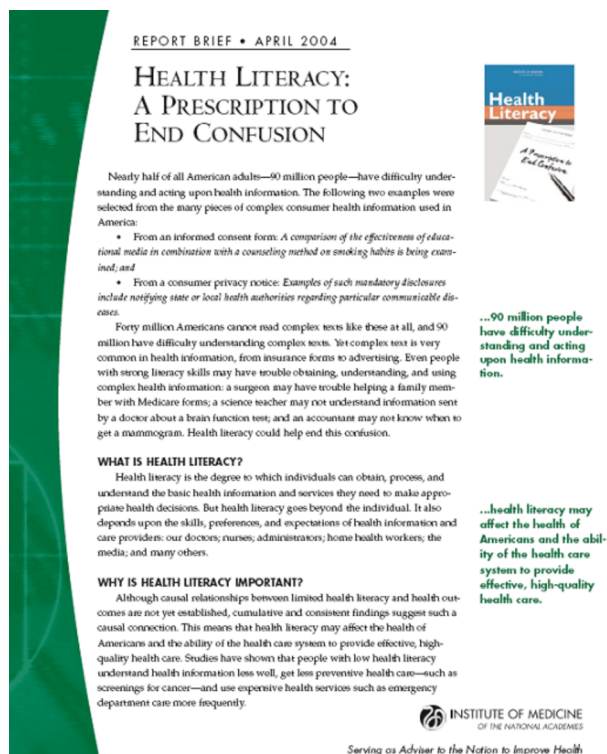 REPORT BRIEF • APRIL 2004
HEALTH LITERACY:
A PRESCRIPTION TO
END CONFUSION
INSTITUTE OF MEDICINE
Health
Literacy
A Prescription to
End Confusion
Nearly half of all American adults—90 million people—have difficulty under-
standing and acting upon health information. The following two examples were
selected from the many pieces of complex consumer health information used in
America:
• From an informed consent form: A comparison of the effectiveness of educa-
tional media in combination with a counseling method on smoking habits is being exam-
ined; and
• From a consumer privacy notice: Examples of such mandatory disclosures
include notifying state or local health authorities regarding particular communicable dis-
eases.
Forty million Americans cannot read complex texts like these at all, and 90
million have difficulty understanding complex texts. Yet complex text is very
common in health information, from insurance forms to advertising. Even people
with strong literacy skills may have trouble obtaining, understanding, and using
complex health information: a surgeon may have trouble helping a family mem-
ber with Medicare forms; a science teacher may not understand information sent
by a doctor about a brain function test; and an accountant may not know when to
get a mammogram. Health literacy could help end this confusion.
...90 million people
have difficulty under-
standing and acting
upon health informa-
tion.
WHAT IS HEALTH LITERACY?
Health literacy is the degree to which individuals can obtain, process, and
understand the basic health information and services they need to make appro-
priate health decisions. But health literacy goes beyond the individual. It also
depends upon the skills, preferences, and expectations of health information and
care providers: our doctors; nurses; administrators; home health workers; the
media; and many others.
...health literacy may
affect the health of
Americans and the abil-
ity of the health care
system to provide
effective, high-quality
health care.
WHY IS HEALTH LITERACY IMPORTANT?
Although causal relationships between limited health literacy and health out-
comes are not yet established, cumulative and consistent findings suggest such a
causal connection. This means that health literacy may affect the health of
Americans and the ability of the health care system to provide effective, high-
quality health care. Studies have shown that people with low health literacy
understand health information less well, get less preventive health care—such as
screenings for cancer—and use expensive health services such as emergency
department care more frequently.
INSTITUTE OF MEDICINE
OF THE NATIONAL ACADEMIES
Serving as Adviser to the Nation to Improve Health